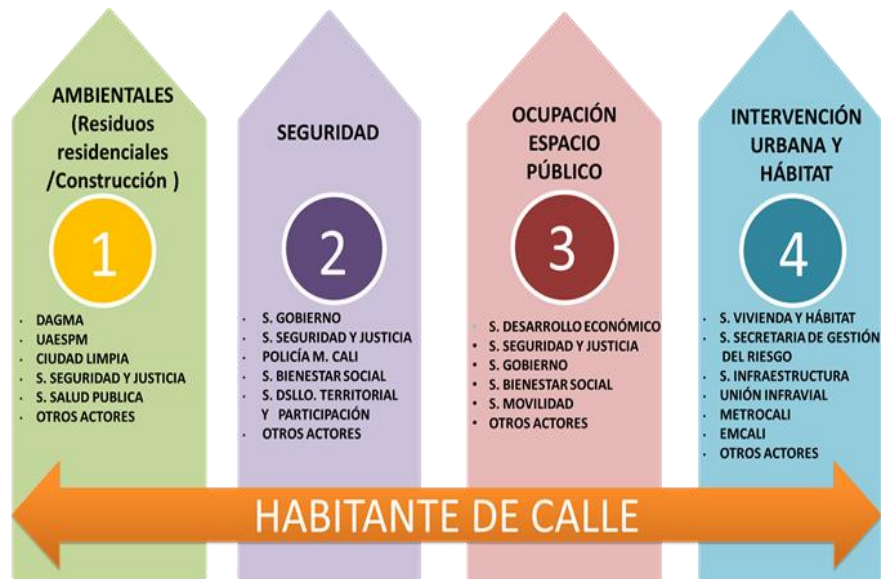 AMBIENTALES
(Residuos
residenciales
/Construcción )
1
· DAGMA
· UAESPM
· CIUDAD LIMPIA
· S. SEGURIDAD Y JUSTICIA
· S. SALUD PUBLICA
· OTROS ACTORES
SEGURIDAD
2
· S. GOBIERNO
· S. SEGURIDAD Y JUSTICIA
· POLICÍA M. CALI
· S. BIENESTAR SOCIAL
· S. DSLLO. TERRITORIAL
Y PARTICIPACIÓN
· OTROS ACTORES
OCUPACIÓN
ESPACIO
PÚBLICO
3
• S. DESARROLLO ECONÓMICO
• S. SEGURIDAD Y JUSTICIA
• S. GOBIERNO
• S. BIENESTAR SOCIAL
• S. MOVILIDAD
• OTROS ACTORES
INTERVENCIÓN
URBANA Y
HÁBITAT
4
· S. VIVIENDA Y HÁBITAT
· S. SECRETARIA DE GESTIÓN
DEL RIESGO
· S. INFRAESTRUCTURA
· UNIÓN INFRAVIAL
· METROCALI
· EMCALI
· OTROS ACTORES
HABITANTE DE CALLE